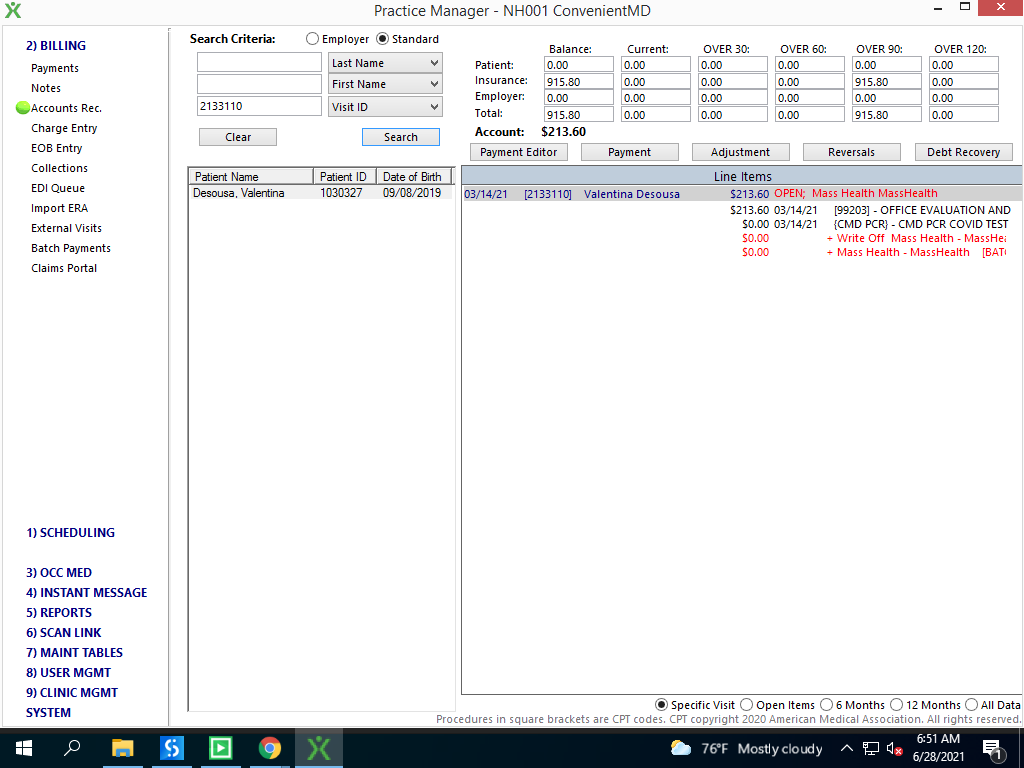 Practice Manager - NH001 ConvenientMD
2) BILLING
Payments
Notes
Accounts Rec.
Charge Entry
EOB Entry
Collections
EDI Queue
Import ERA
External Visits
Batch Payments
Claims Portal
1) SCHEDULING
3) OCC MED
4) INSTANT MESSAGE
5) REPORTS
6) SCAN LINK
7) MAINT TABLES
8) USER MGMT
9) CLINIC MGMT
SYSTEM
Search Criteria: Employer Standard
Last Name
First Name
2133110 Visit ID
Clear Search
Balance: Current: OVER 30: OVER 60: OVER 90: OVER 120:
Patient: 0.00 0.00 0.00 0.00 0.00 0.00
Insurance: 915.80 0.00 0.00 0.00 915.80 0.00
Employer: 0.00 0.00 0.00 0.00 0.00 0.00
Total: 915.80 0.00 0.00 0.00 915.80 0.00
Account: $213.60
Payment Editor Payment Adjustment Reversals Debt Recovery
Patient Name Patient ID Date of Birth
Desousa, Valentina 1030327 09/08/2019
Line Items
03/14/21 [2133110] Valentina Desousa $213.60 OPEN; Mass Health MassHealth
$213.60 03/14/21 [99203] - OFFICE EVALUATION AND
$0.00 03/14/21 {CMD PCR} - CMD PCR COVID TEST
$0.00 + Write Off Mass Health - MassHea
$0.00 + Mass Health - MassHealth [BATC
Specific Visit Open Items 6 Months 12 Months All Data
Procedures in square brackets are CPT codes. CPT copyright 2020 American Medical Association. All rights reserved.
76°F Mostly cloudy
6:51 AM
6/28/2021
1